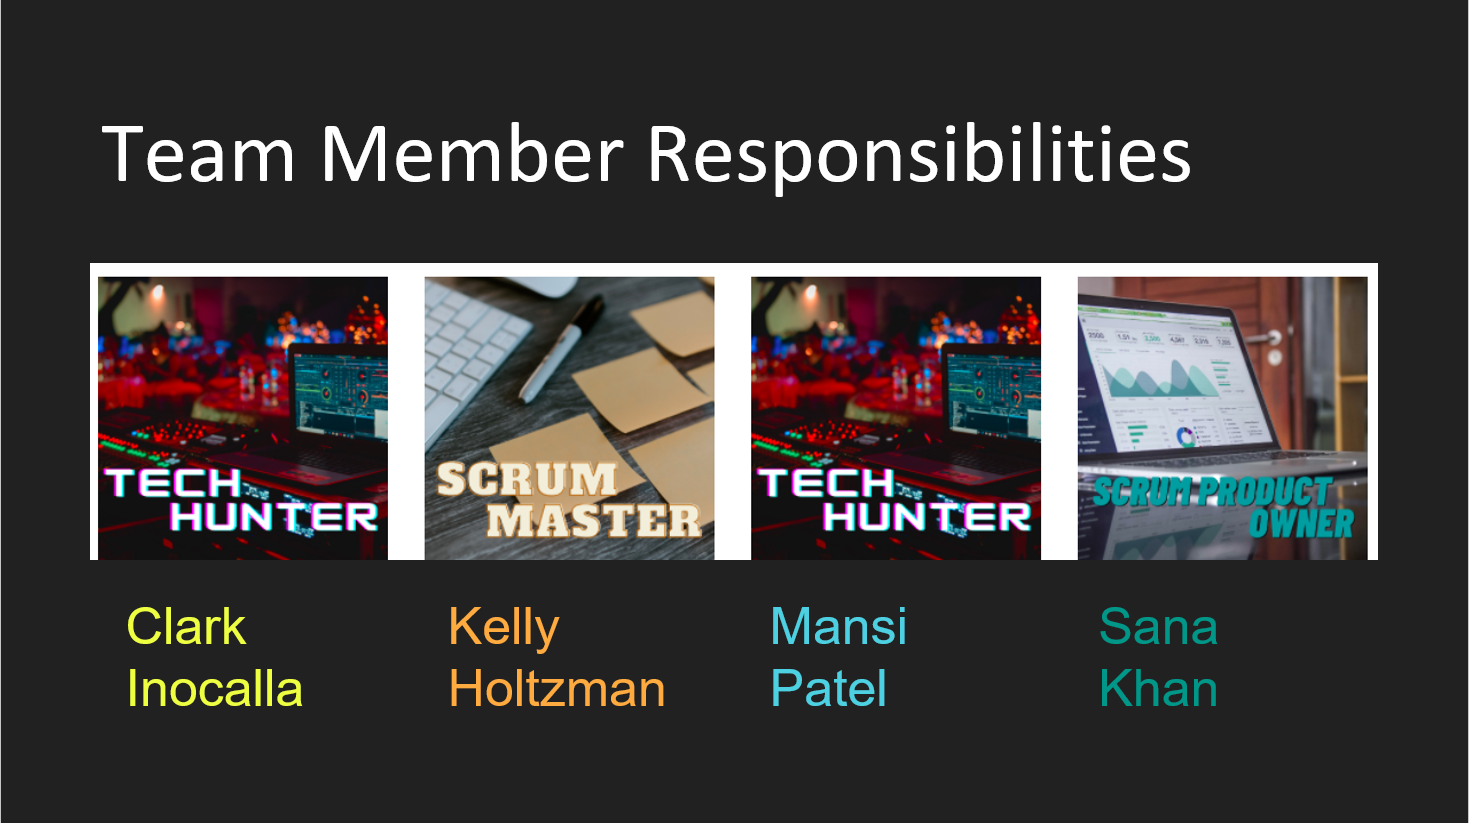 Team Member Responsibilities
TECH
HUNTER
SCRUM
MASTER
TECH
HUNTER
SCRUM PRODUCT
OWNER
Clark
Inocalla
Kelly
Holtzman
Mansi
Patel
Sana
Khan